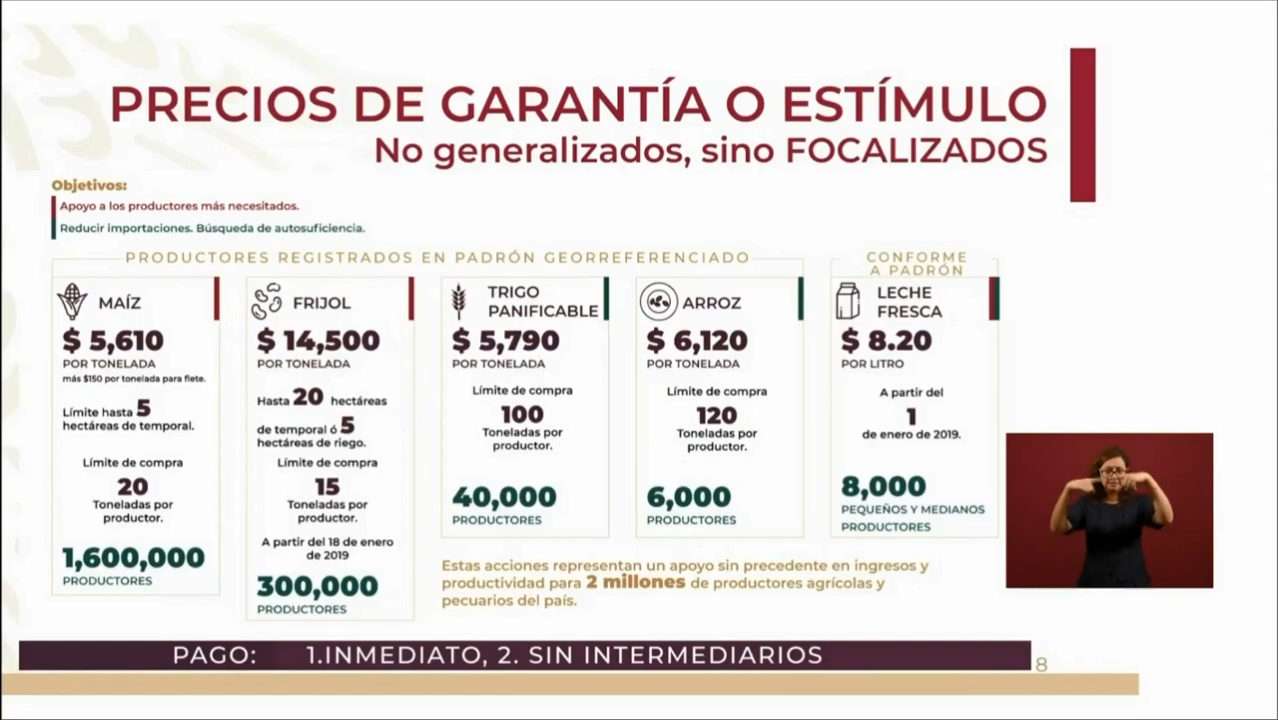 PRECIOS DE GARANTÍA O ESTÍMULO
No generalizados, sino FOCALIZADOS
Objetivos:
Apoyo a los productores más necesitados.
Reducir importaciones. Búsqueda de autosuficiencia.
PRODUCTORES REGISTRADOS EN PADRÓN GEORREFERENCIADO
MAÍZ
$ 5,610
POR TONELADA
más $150 por tonelada para flete.
Límite hasta 5
hectáreas de temporal.
Límite de compra
20
Toneladas por
productor.
1,600,000
PRODUCTORES
FRIJOL
$ 14,500
POR TONELADA
Hasta 20 hectáreas
de temporal ó 5
hectáreas de riego.
Límite de compra
15
Toneladas por
productor.
A partir del 18 de enero
de 2019
300,000
PRODUCTORES
TRIGO
PANIFICABLE
$ 5,790
POR TONELADA
Límite de compra
100
Toneladas por
productor.
40,000
PRODUCTORES
ARROZ
$ 6,120
POR TONELADA
Límite de compra
120
Toneladas por
productor.
6,000
PRODUCTORES
CONFORME
A PADRÓN
LECHE
FRESCA
$ 8.20
POR LITRO
A partir del
1
de enero de 2019.
8,000
PEQUEÑOS Y MEDIANOS
PRODUCTORES
Estas acciones representan un apoyo sin precedente en ingresos y
productividad para 2 millones de productores agrícolas y
pecuarios del país.
PAGO: 1.INMEDIATO, 2. SIN INTERMEDIARIOS
8